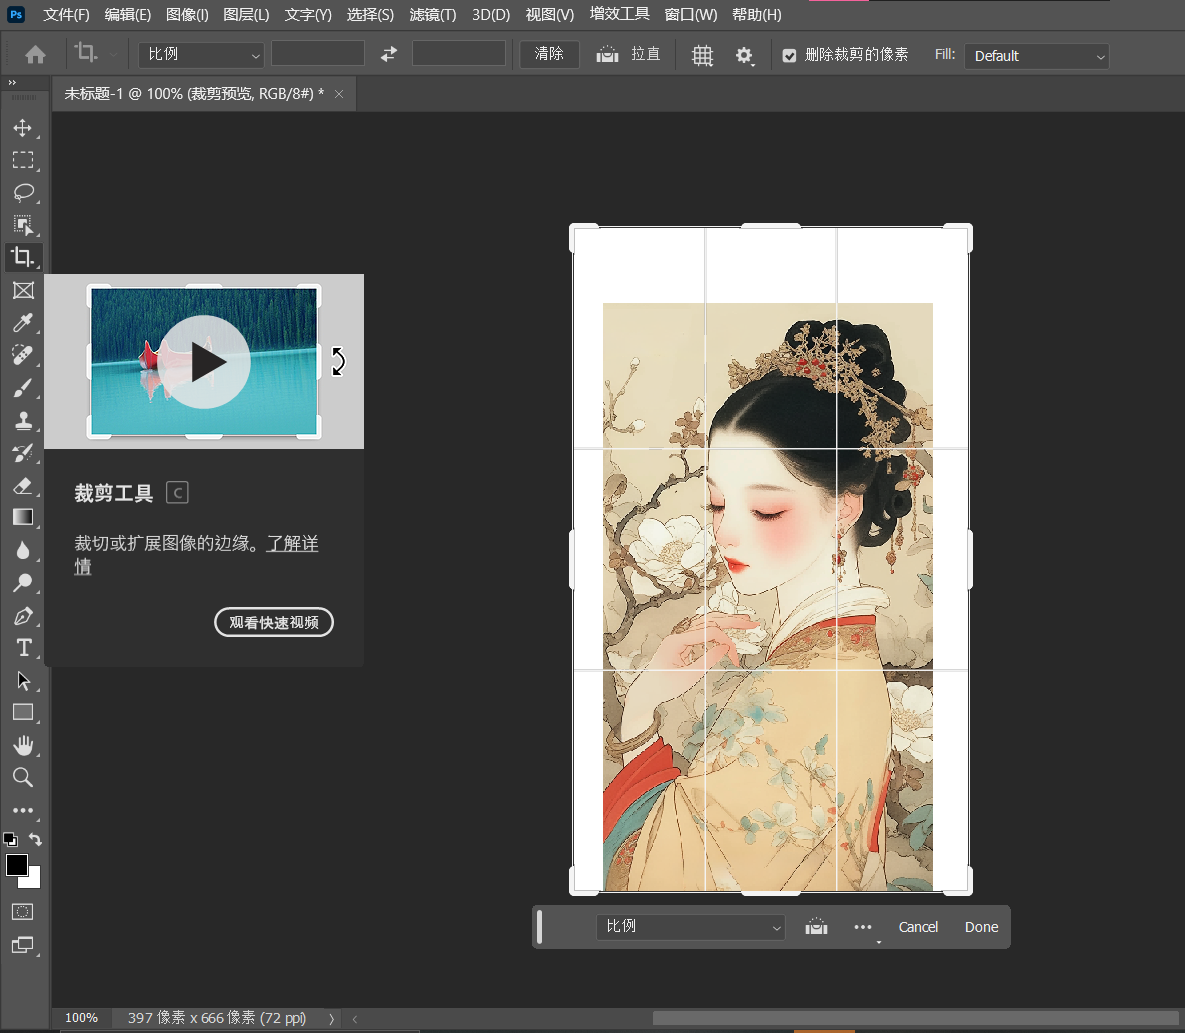 Ps 文件(F) 编辑(E) 图像(I) 图层(L) 文字(Y) 选择(S) 滤镜(T) 3D(D) 视图(V) 增效工具 窗口(W) 帮助(H)
比例 清除 拉直 删除裁剪的像素 Fill: Default
未标题-1 @ 100% (裁剪预览, RGB/8#) * ×
裁剪工具 C
裁切或扩展图像的边缘。了解详
情
观看快速视频
T
比例 Cancel Done
100% 397 像素 x 666 像素 (72 ppi)